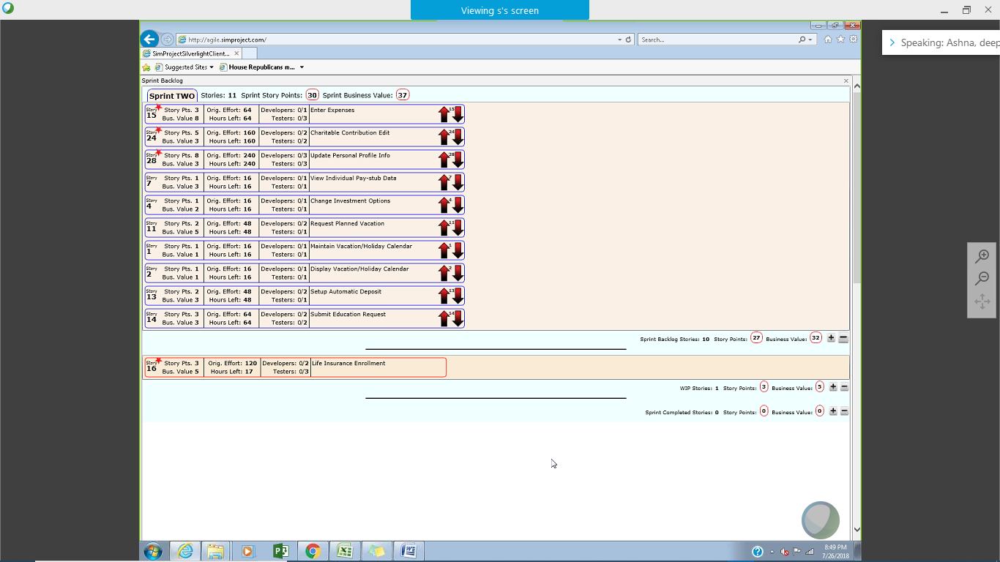 Viewing s's screen
Speaking: Ashna, deep
http://agile.simproject.com/
Search...
SimProjectSilverlightClient...
Suggested Sites
House Republicans m...
Sprint Backlog
Sprint TWO Stories: 11 Sprint Story Points: 30 Sprint Business Value: 37
Story Story Pts. 3 Orig. Effort: 64 Developers: 0/1 Enter Expenses 15
15 Bus. Value 8 Hours Left: 64 Testers: 0/3
Story Story Pts. 5 Orig. Effort: 160 Developers: 0/2 Charitable Contribution Edit 24
24 Bus. Value 3 Hours Left: 160 Testers: 0/2
Story Story Pts. 8 Orig. Effort: 240 Developers: 0/3 Update Personal Profile Info 28
28 Bus. Value 3 Hours Left: 240 Testers: 0/3
Story Story Pts. 1 Orig. Effort: 16 Developers: 0/1 View Individual Pay-stub Data 7
7 Bus. Value 3 Hours Left: 16 Testers: 0/1
Story Story Pts. 1 Orig. Effort: 16 Developers: 0/1 Change Investment Options 4
4 Bus. Value 2 Hours Left: 16 Testers: 0/1
Story Story Pts. 2 Orig. Effort: 48 Developers: 0/2 Request Planned Vacation 11
11 Bus. Value 5 Hours Left: 48 Testers: 0/1
Story Story Pts. 1 Orig. Effort: 16 Developers: 0/1 Maintain Vacation/Holiday Calendar 1
1 Bus. Value 1 Hours Left: 16 Testers: 0/1
Story Story Pts. 1 Orig. Effort: 16 Developers: 0/1 Display Vacation/Holiday Calendar 2
2 Bus. Value 1 Hours Left: 16 Testers: 0/1
Story Story Pts. 2 Orig. Effort: 48 Developers: 0/2 Setup Automatic Deposit 13
13 Bus. Value 3 Hours Left: 48 Testers: 0/1
Story Story Pts. 3 Orig. Effort: 64 Developers: 0/2 Submit Education Request 14
14 Bus. Value 3 Hours Left: 64 Testers: 0/2
Sprint Backlog Stories: 10 Story Points: 27 Business Value: 32
Story Story Pts. 3 Orig. Effort: 120 Developers: 0/2 Life Insurance Enrollment
16 Bus. Value 5 Hours Left: 17 Testers: 0/3
WIP Stories: 1 Story Points: 3 Business Value: 5
Sprint Completed Stories: 0 Story Points: 0 Business Value: 0
8:49 PM
7/26/2018